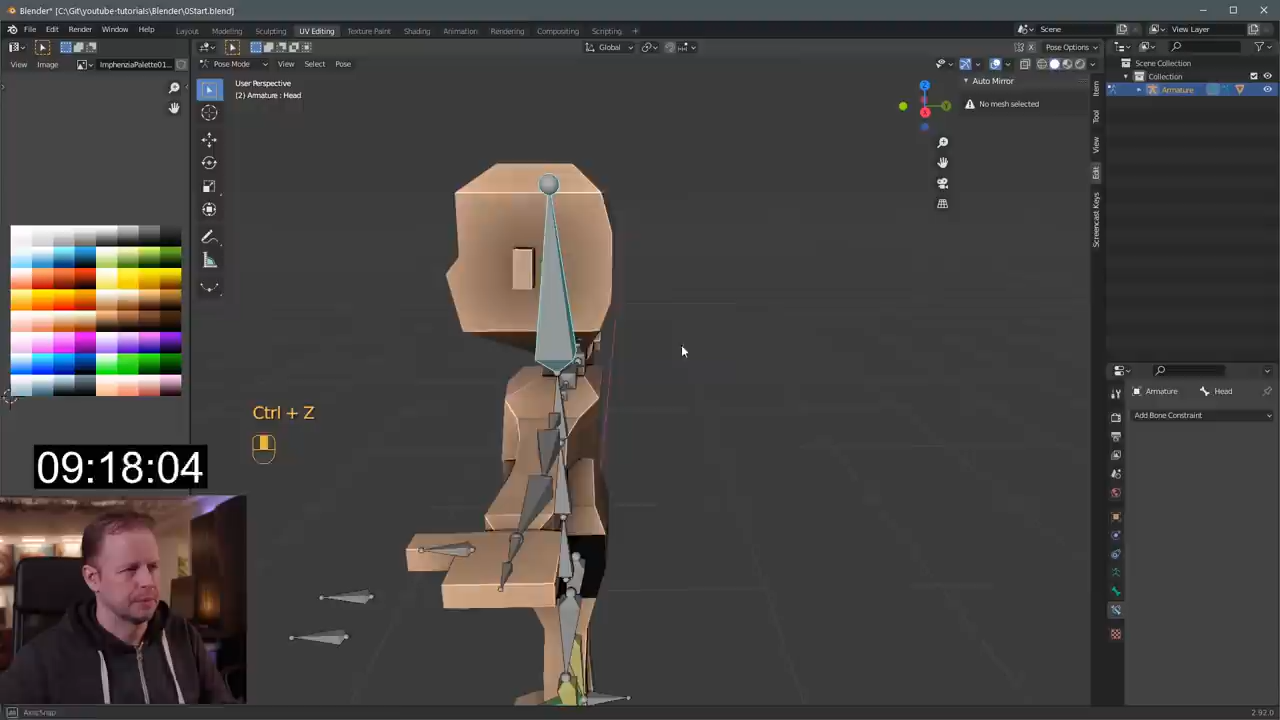 Blender* [C:\Git\youtube-tutorials\Blender\0Start.blend]
File Edit Render Window Help Layout Modeling Sculpting UV Editing Texture Paint Shading Animation Rendering Compositing Scripting Scene View Layer
Global Pose Options
View Image ImphenziaPalette01... Pose Mode View Select Pose
Scene Collection
Collection
Armature
User Perspective
(2) Armature : Head
Auto Mirror
No mesh selected
Item
Tool
View
Edit
Screencast Keys
Z
Armature Head
Add Bone Constraint
Ctrl + Z
09:18:04
AxisSnap
2.92.0